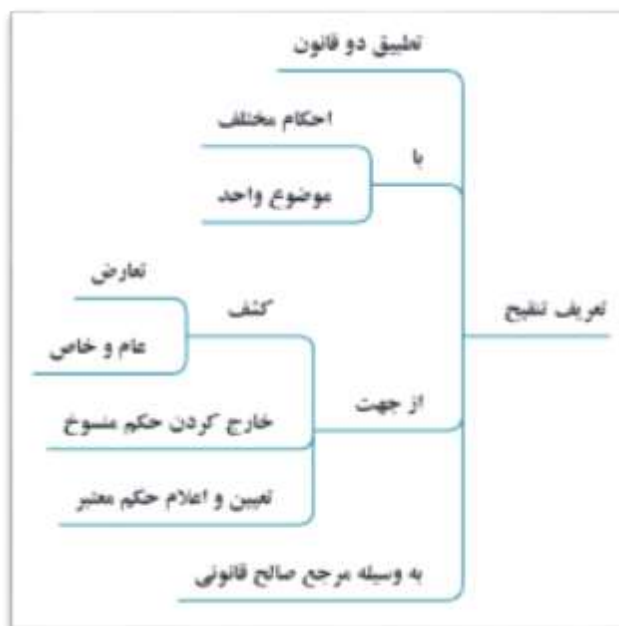 تعریف تنقیح
تطبیق دو قانون
با
احکام مختلف
موضوع واحد
از جهت
کشف
تعارض
عام و خاص
خارج کردن حکم منسوخ
تعیین و اعلام حکم معتبر
به وسیله مرجع صالح قانونی